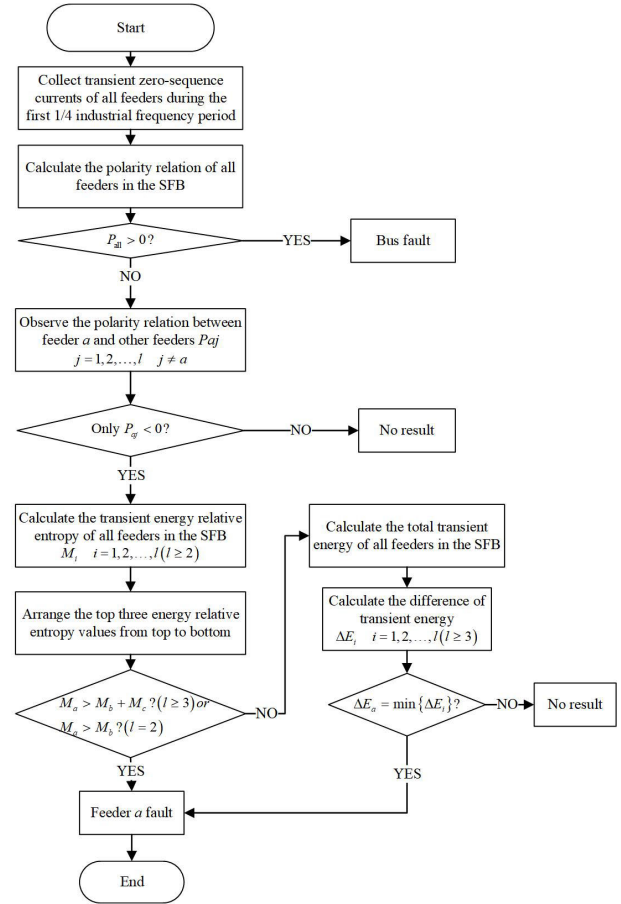 Start
Collect transient zero-sequence
currents of all feeders during the
first 1/4 industrial frequency period
Calculate the polarity relation of all
feeders in the SFB
P_all > 0 ?
YES
Bus fault
NO
Observe the polarity relation between
feeder a and other feeders Paj
j = 1, 2, …, l   j ≠ a
Only P_aj < 0?
NO
No result
YES
Calculate the transient energy relative
entropy of all feeders in the SFB
M_i   i = 1, 2, …, l (l ≥ 2)
Arrange the top three energy relative
entropy values from top to bottom
M_a > M_b + M_c ? (l ≥ 3) or
M_a > M_b ? (l = 2)
NO
Calculate the total transient
energy of all feeders in the SFB
Calculate the difference of
transient energy
ΔE_i   i = 1, 2, …, l (l ≥ 3)
ΔE_a = min{ΔE_i}?
NO
No result
YES
YES
Feeder a fault
End